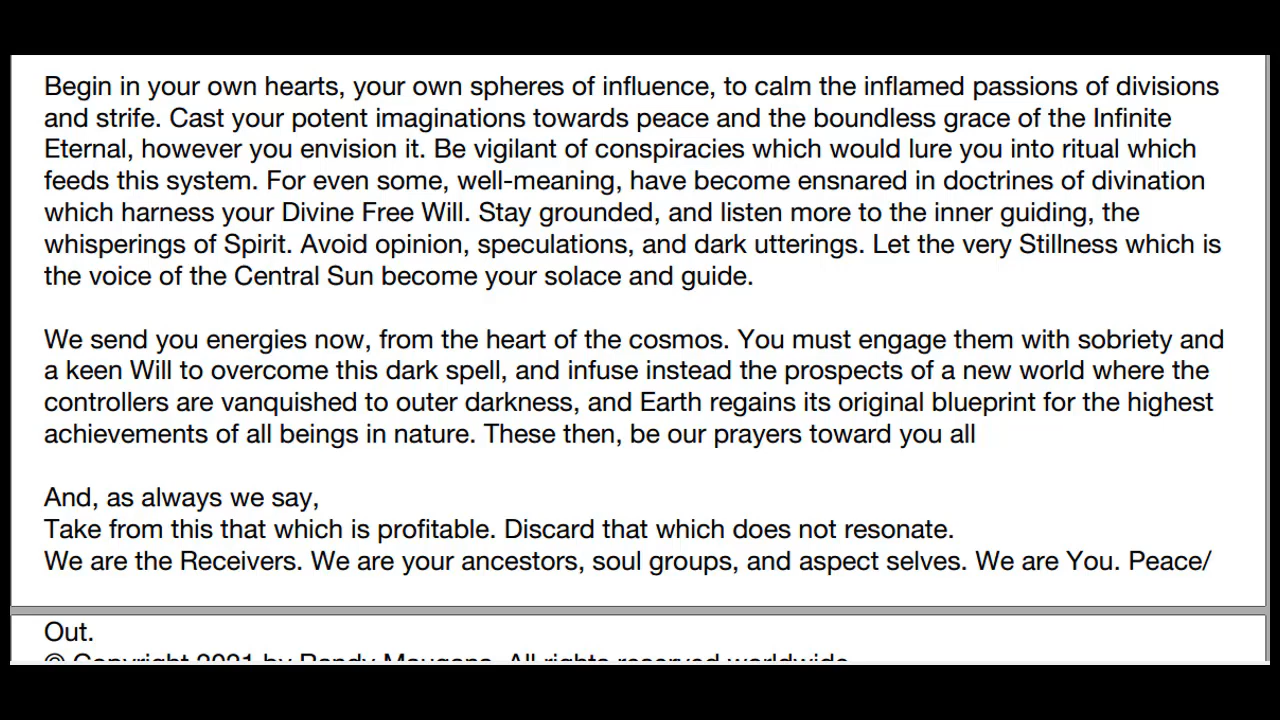 Begin in your own hearts, your own spheres of influence, to calm the inflamed passions of divisions
and strife. Cast your potent imaginations towards peace and the boundless grace of the Infinite
Eternal, however you envision it. Be vigilant of conspiracies which would lure you into ritual which
feeds this system. For even some, well-meaning, have become ensnared in doctrines of divination
which harness your Divine Free Will. Stay grounded, and listen more to the inner guiding, the
whisperings of Spirit. Avoid opinion, speculations, and dark utterings. Let the very Stillness which is
the voice of the Central Sun become your solace and guide.
We send you energies now, from the heart of the cosmos. You must engage them with sobriety and
a keen Will to overcome this dark spell, and infuse instead the prospects of a new world where the
controllers are vanquished to outer darkness, and Earth regains its original blueprint for the highest
achievements of all beings in nature. These then, be our prayers toward you all
And, as always we say,
Take from this that which is profitable. Discard that which does not resonate.
We are the Receivers. We are your ancestors, soul groups, and aspect selves. We are You. Peace/
Out.
© Copyright 2021 by Randy Maugans. All rights reserved worldwide